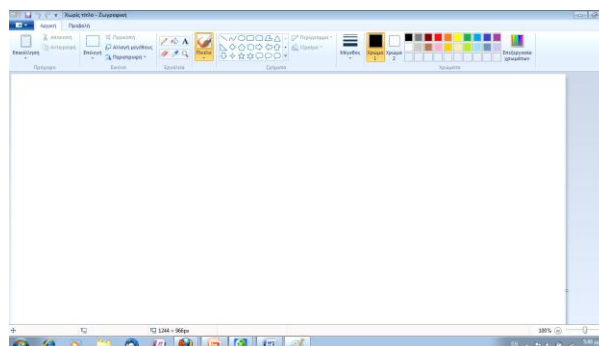 Χωρίς τίτλο - Ζωγραφική
Αρχική Προβολή
Επικόλληση
Αποκοπή
Αντιγραφή
Πρόχειρο
Επιλογή
Περικοπή
Αλλαγή μεγέθους
Περιστροφή
Εικόνα
A
Εργαλεία
Πινέλα
Σχήματα
Περίγραμμα
Γέμισμα
Μέγεθος
Χρώμα 1
Χρώμα 2
Επεξεργασία χρωμάτων
Χρώματα
1244 × 966px
100%